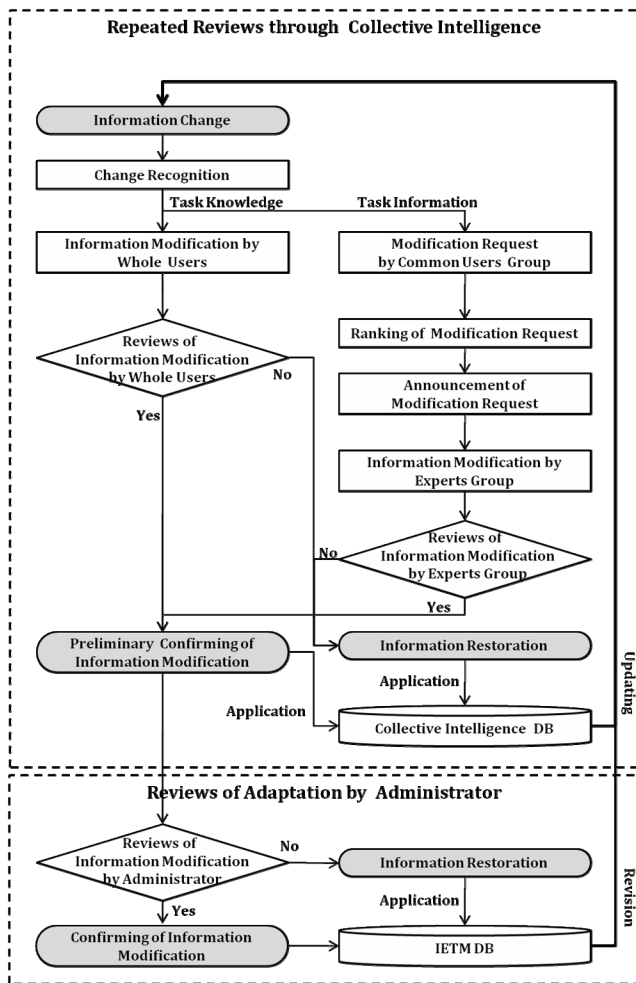 Repeated Reviews through Collective Intelligence
Information Change
Change Recognition
Task Knowledge
Task Information
Information Modification by
Whole Users
Modification Request
by Common Users Group
Reviews of
Information Modification
by Whole Users
No
Yes
Ranking of Modification Request
Announcement of
Modification Request
Information Modification by
Experts Group
Reviews of
Information Modification
by Experts Group
No
Yes
Preliminary Confirming of
Information Modification
Information Restoration
Application
Application
Collective Intelligence DB
Updating
Reviews of Adaptation by Administrator
Reviews of
Information Modification
by Administrator
No
Yes
Information Restoration
Application
Confirming of Information
Modification
IETM DB
Revision